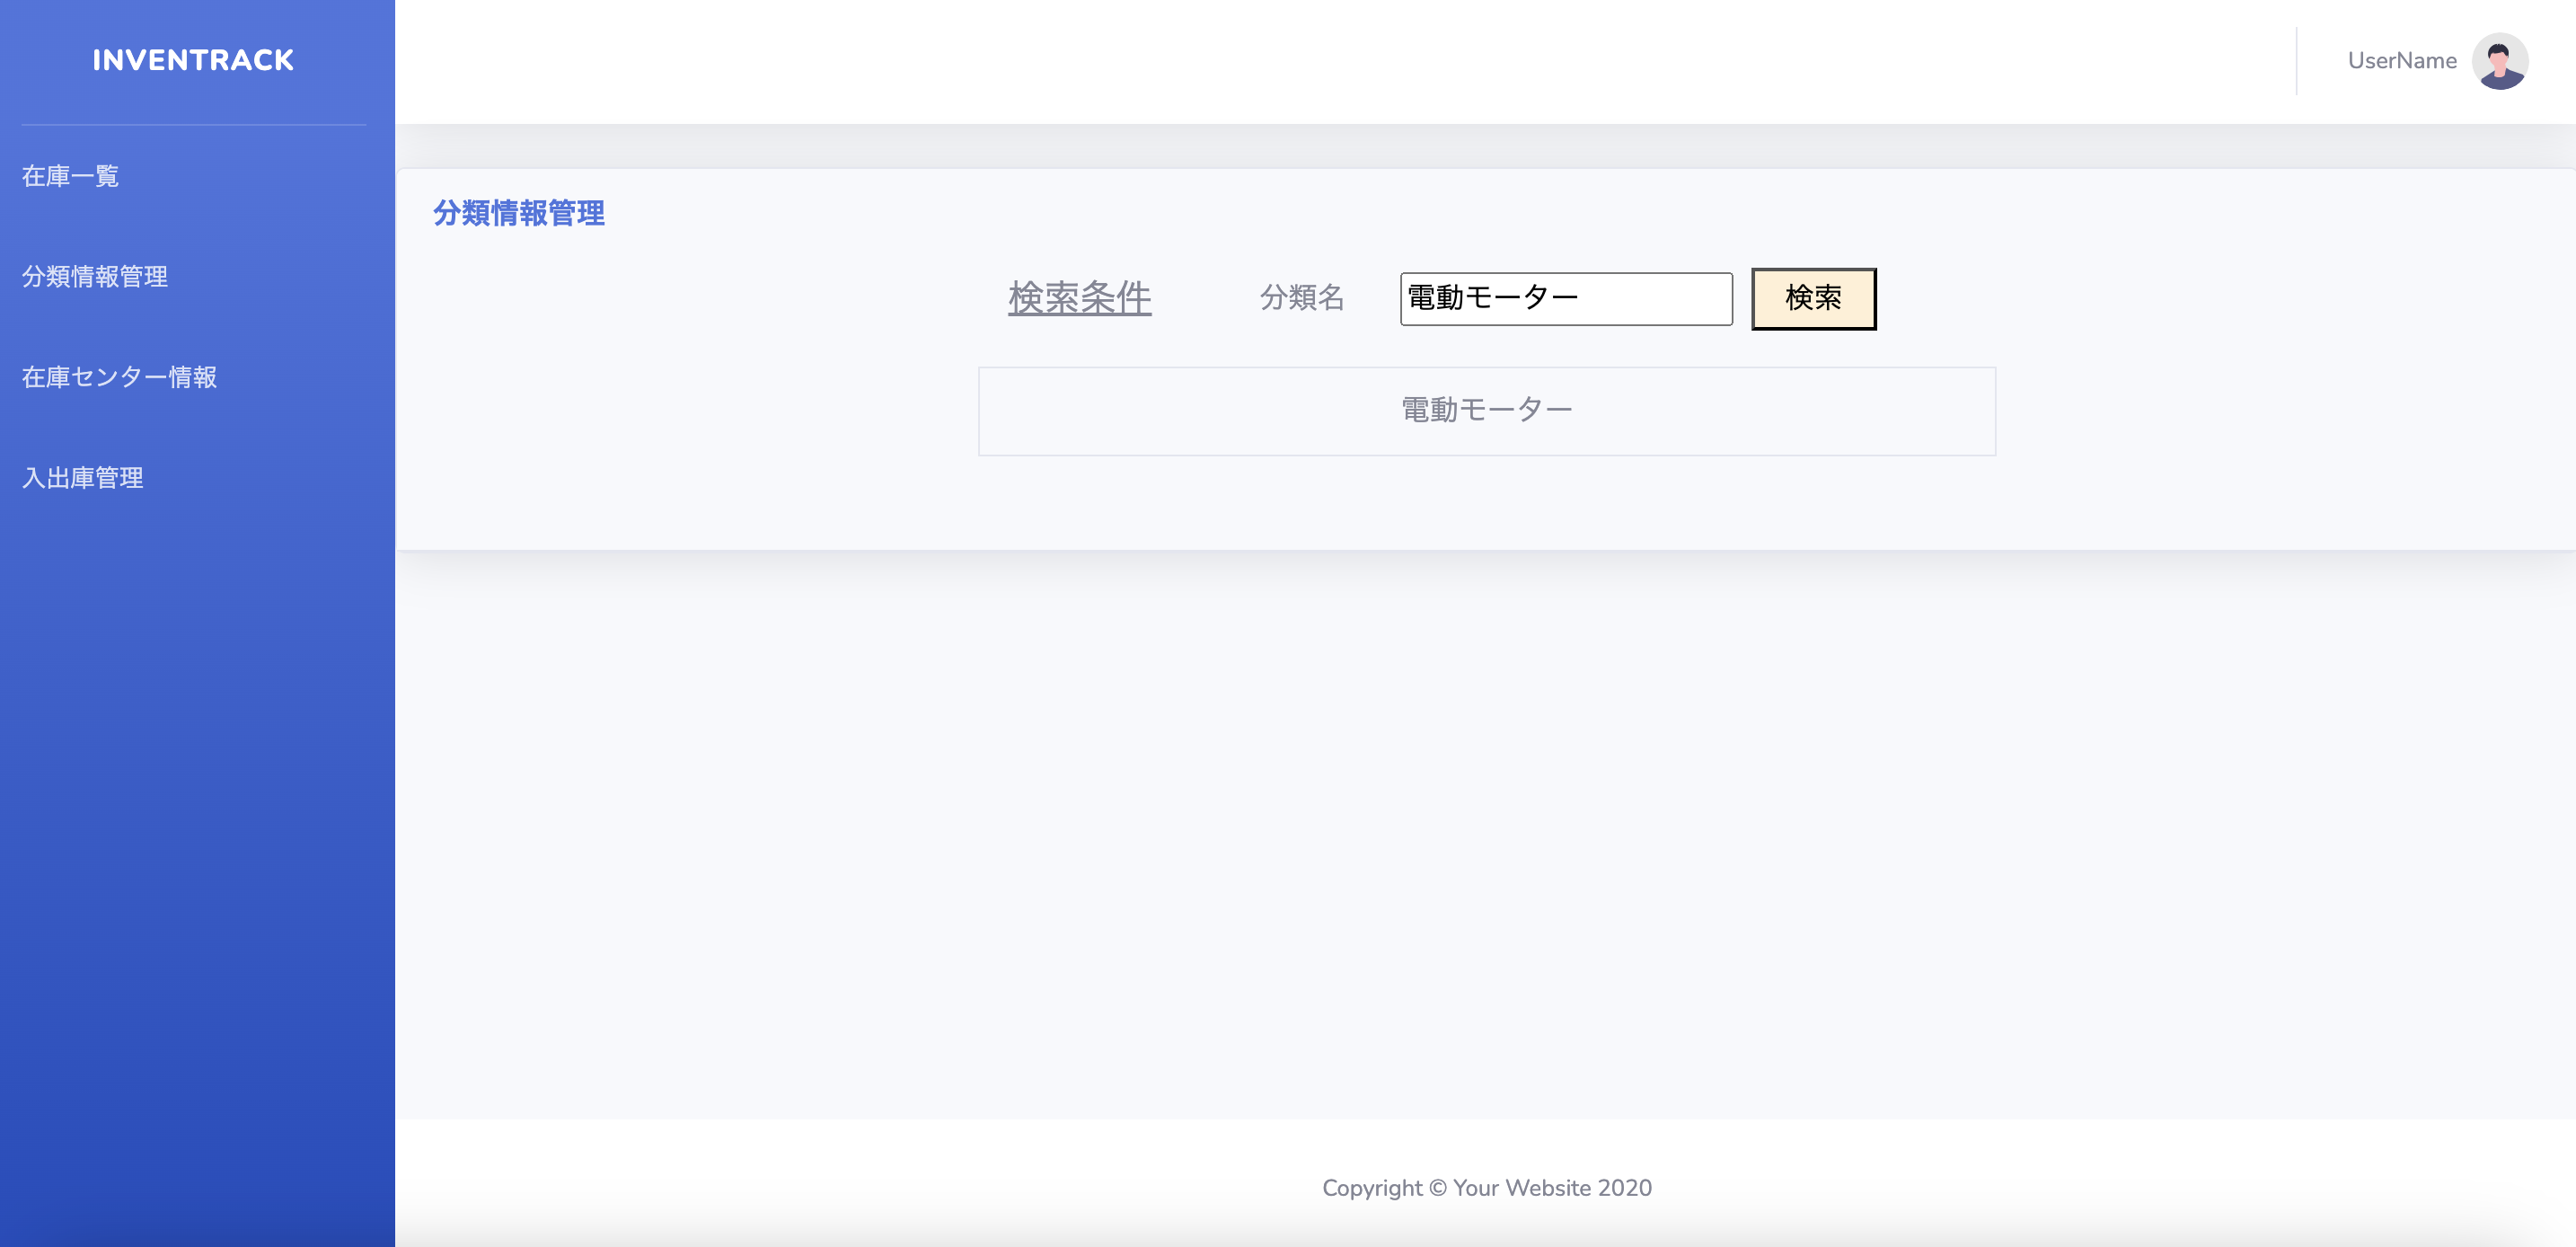 INVENTRACK
UserName
在庫一覧
分類情報管理
在庫センター情報
入出庫管理
分類情報管理
検索条件 分類名 電動モーター 検索
電動モーター
Copyright © Your Website 2020